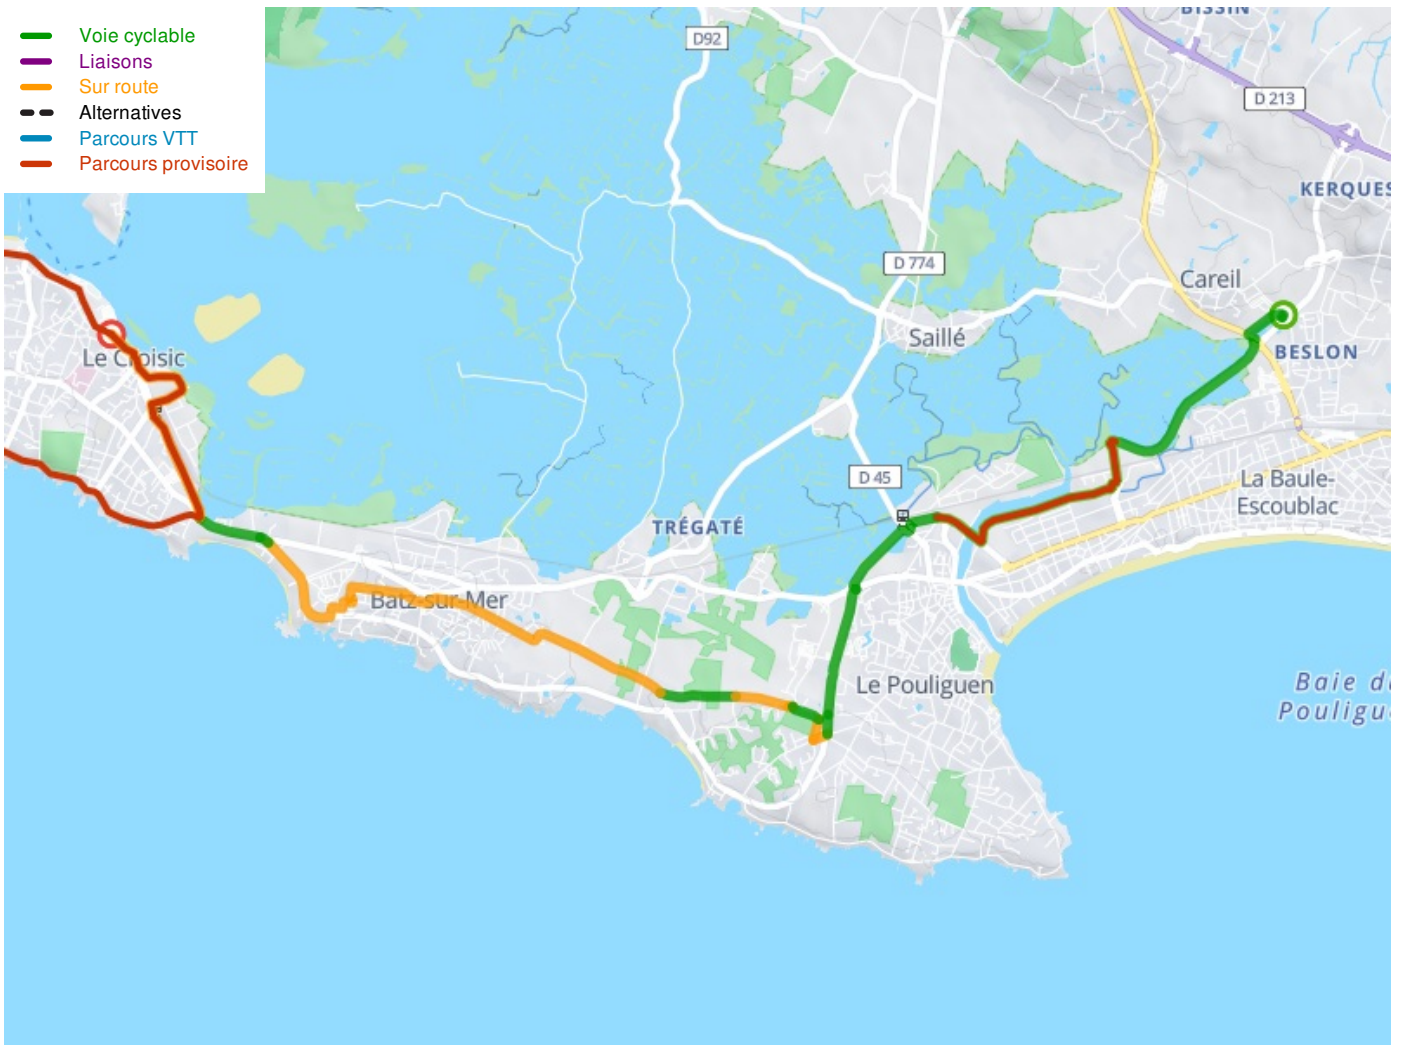 Voie cyclable
Liaisons
Sur route
Alternatives
Parcours VTT
Parcours provisoire
BISSIN
D92
D 213
KERQUES
D 774
Careil
Saillé
BESLON
Le Croisic
D 45
La Baule-
Escoublac
TRÉGATÉ
Batz-sur-Mer
Le Pouliguen
Baie d
Pouligu